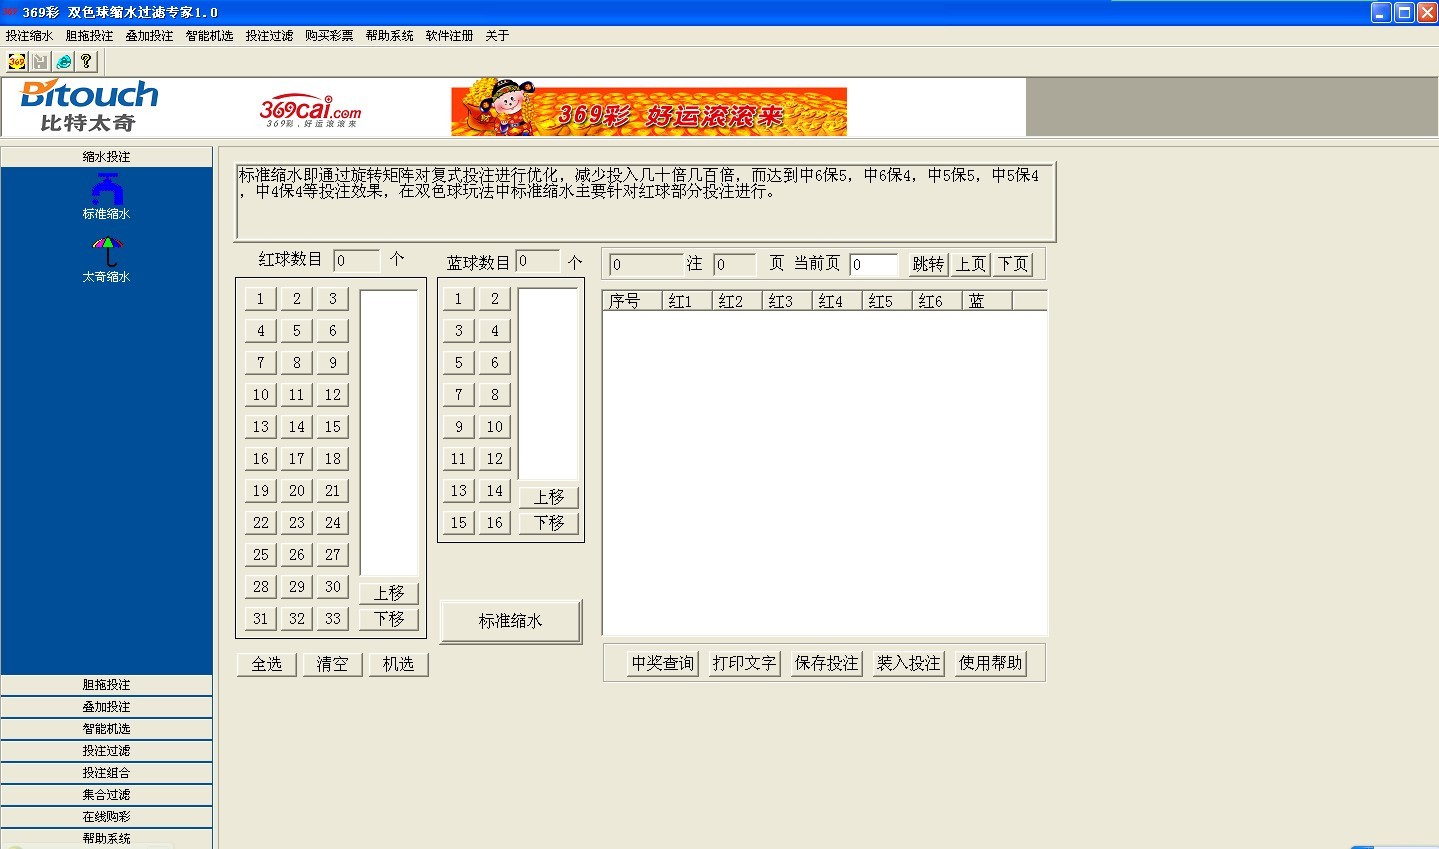 369彩 双色球缩水过滤专家1.0
投注缩水 胆拖投注 叠加投注 智能机选 投注过滤 购买彩票 帮助系统 软件注册 关于
369
Bitouch
比特太奇
369cai.com
369彩，好运滚滚来
369彩 好运滚滚来
缩水投注
标准缩水
太奇缩水
胆拖投注
叠加投注
智能机选
投注过滤
投注组合
集合过滤
在线购彩
帮助系统
标准缩水即通过旋转矩阵对复式投注进行优化，减少投入几十倍几百倍，而达到中6保5，中6保4，中5保5，中5保4
，中4保4等投注效果，在双色球玩法中标准缩水主要针对红球部分投注进行。
红球数目 0 个
1 2 3
4 5 6
7 8 9
10 11 12
13 14 15
16 17 18
19 20 21
22 23 24
25 26 27
28 29 30
31 32 33
上移
下移
全选 清空 机选
蓝球数目 0 个
1 2
3 4
5 6
7 8
9 10
11 12
13 14
15 16
上移
下移
标准缩水
0 注 0 页 当前页 0 跳转 上页 下页
序号 红1 红2 红3 红4 红5 红6 蓝
中奖查询 打印文字 保存投注 装入投注 使用帮助